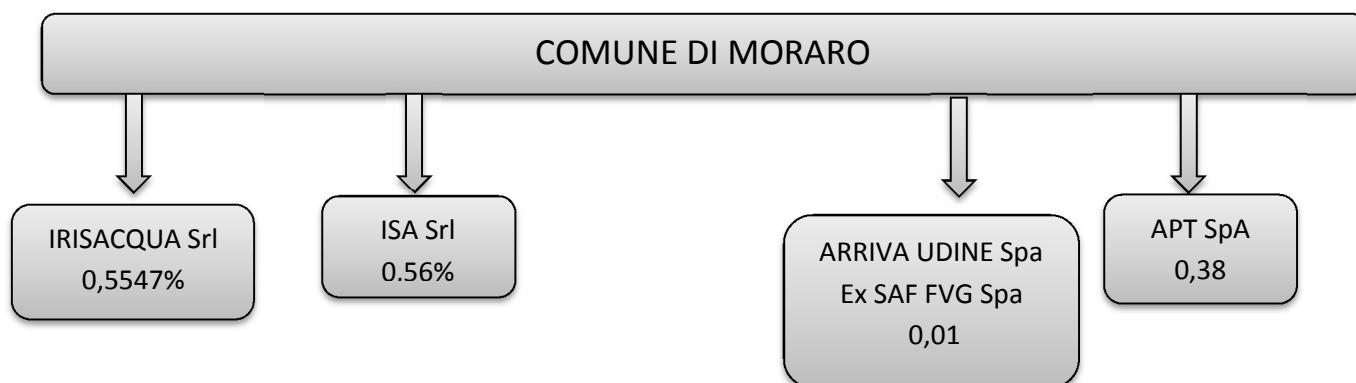 COMUNE DI MORARO
IRISACQUA Srl
0,5547%
ISA Srl
0.56%
ARRIVA UDINE Spa
Ex SAF FVG Spa
0,01
APT SpA
0,38